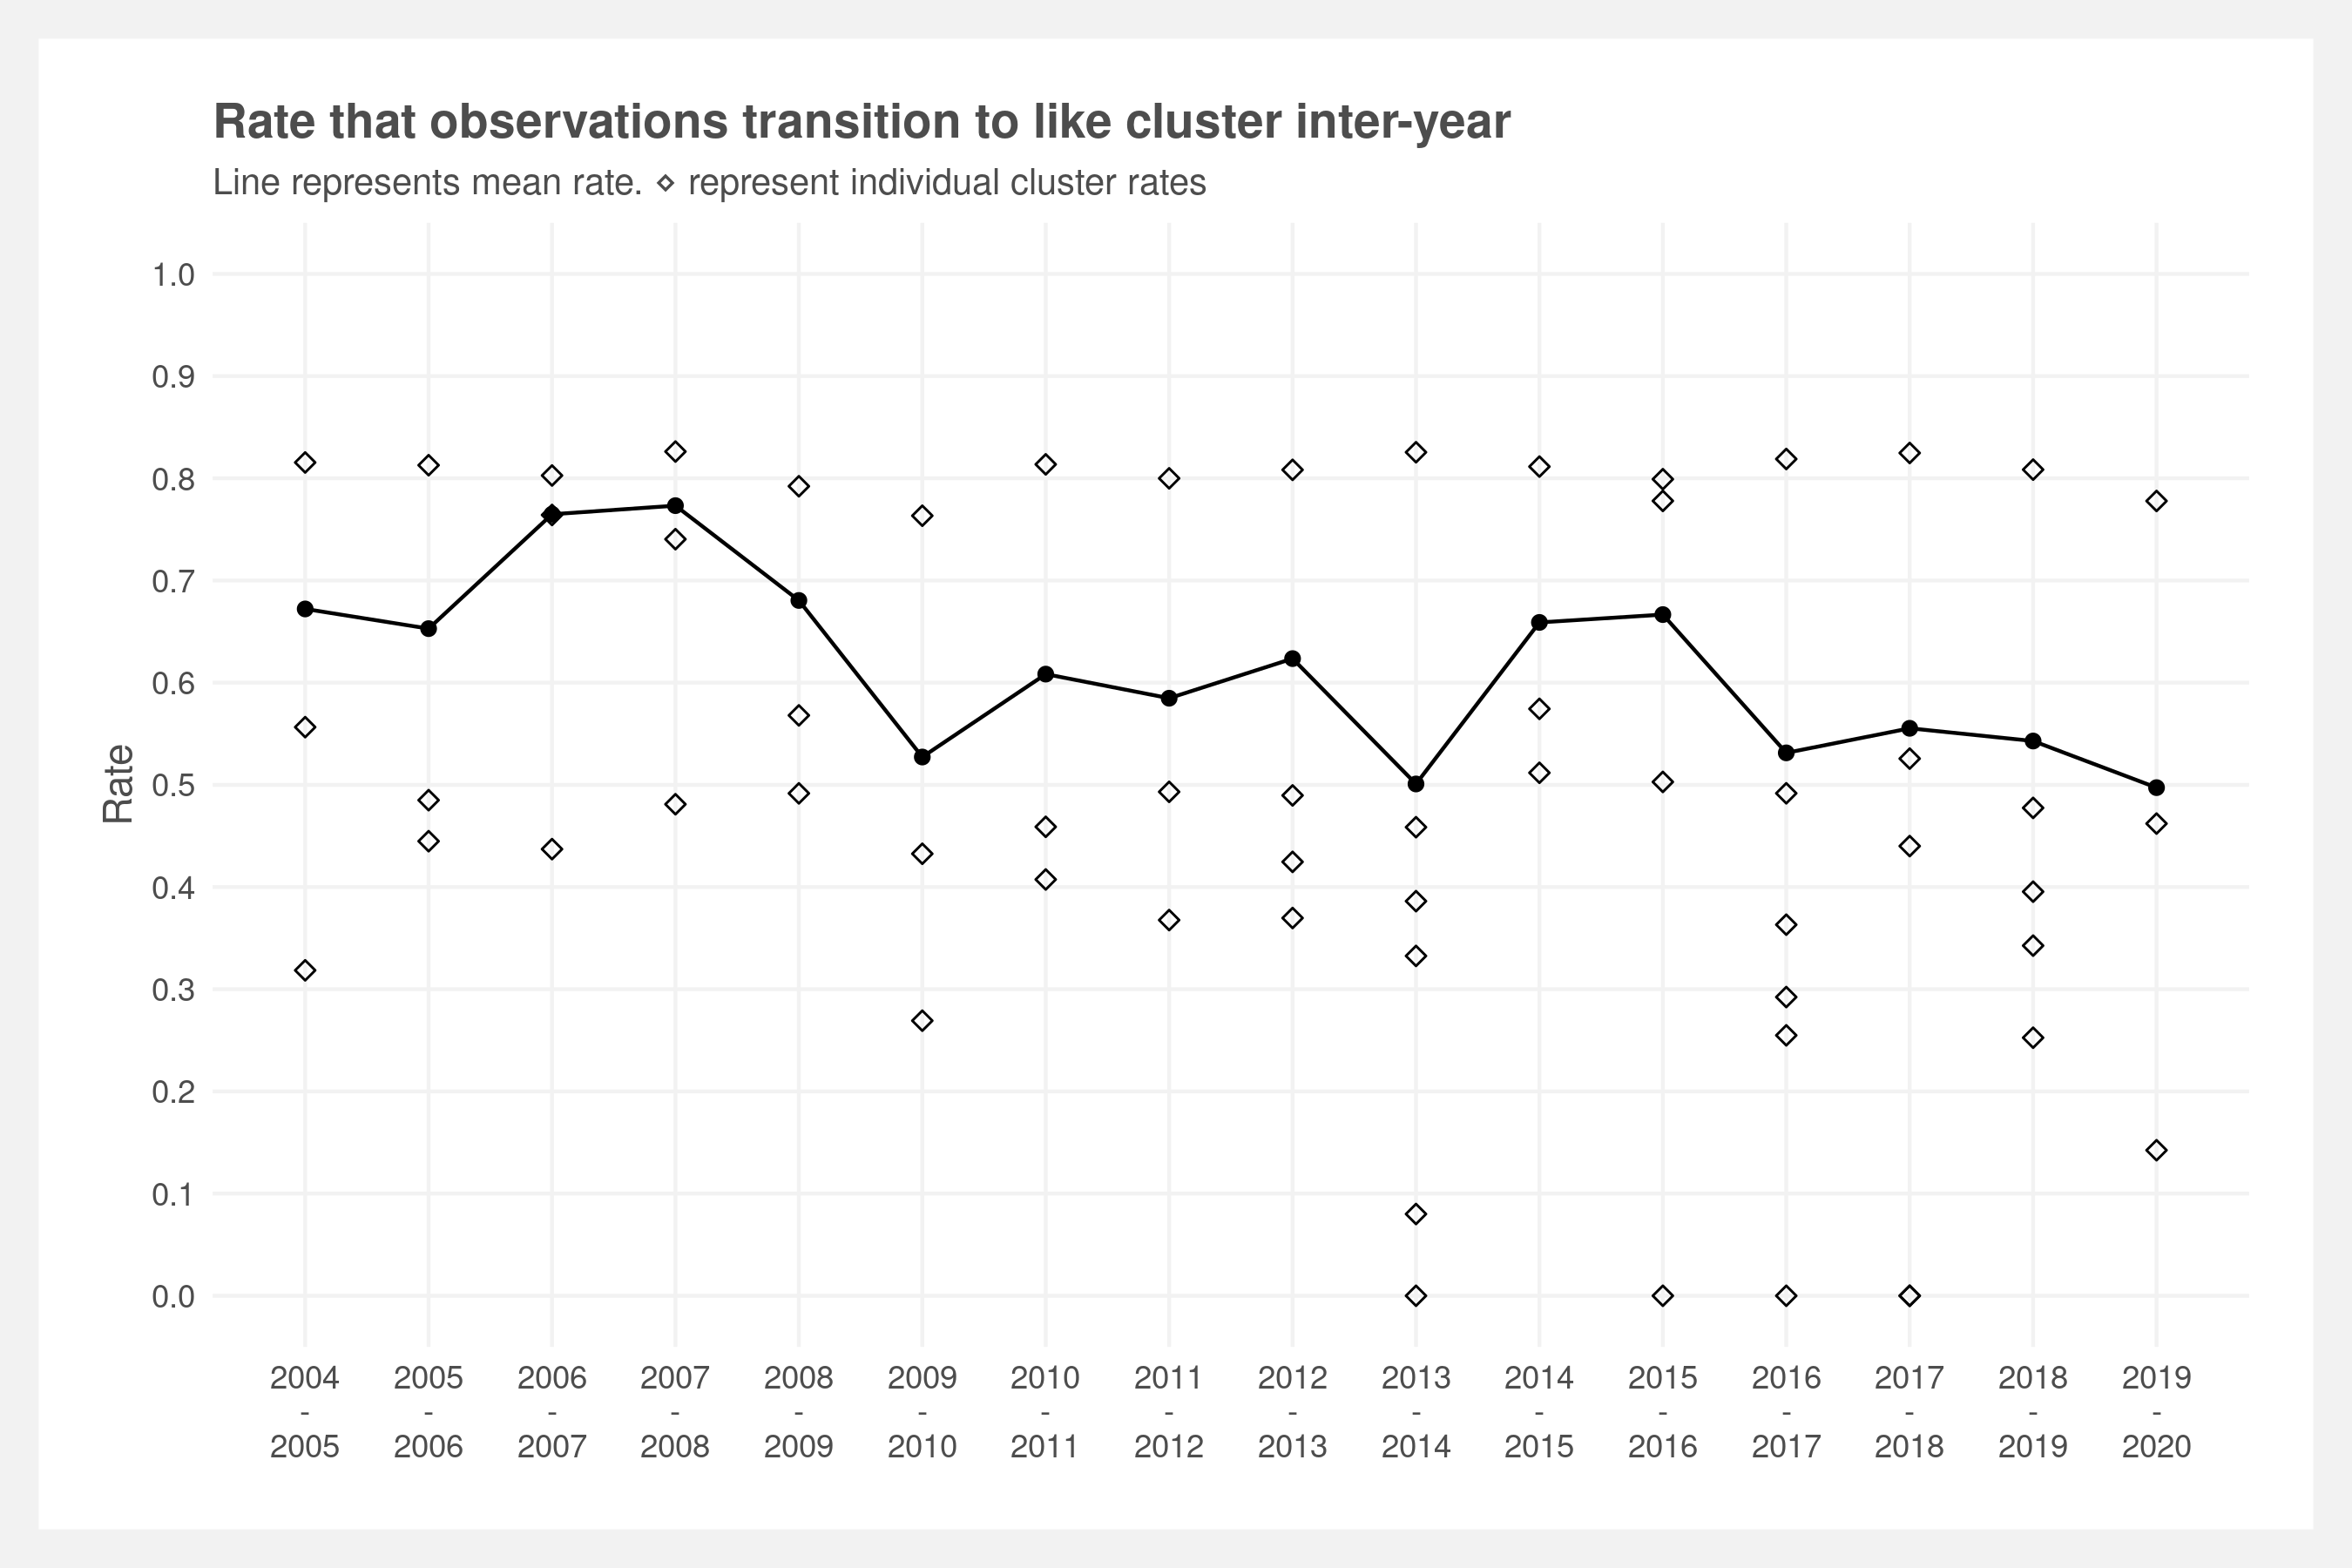 Rate that observations transition to like cluster inter-year
Line represents mean rate. ⋄ represent individual cluster rates
1.0
0.9
0.8
0.7
0.6
0.5
0.4
0.3
0.2
0.1
0.0
Rate
2004 2005 2006 2007 2008 2009 2010 2011 2012 2013 2014 2015 2016 2017 2018 2019
- - - - - - - - - - - - - - - -
2005 2006 2007 2008 2009 2010 2011 2012 2013 2014 2015 2016 2017 2018 2019 2020